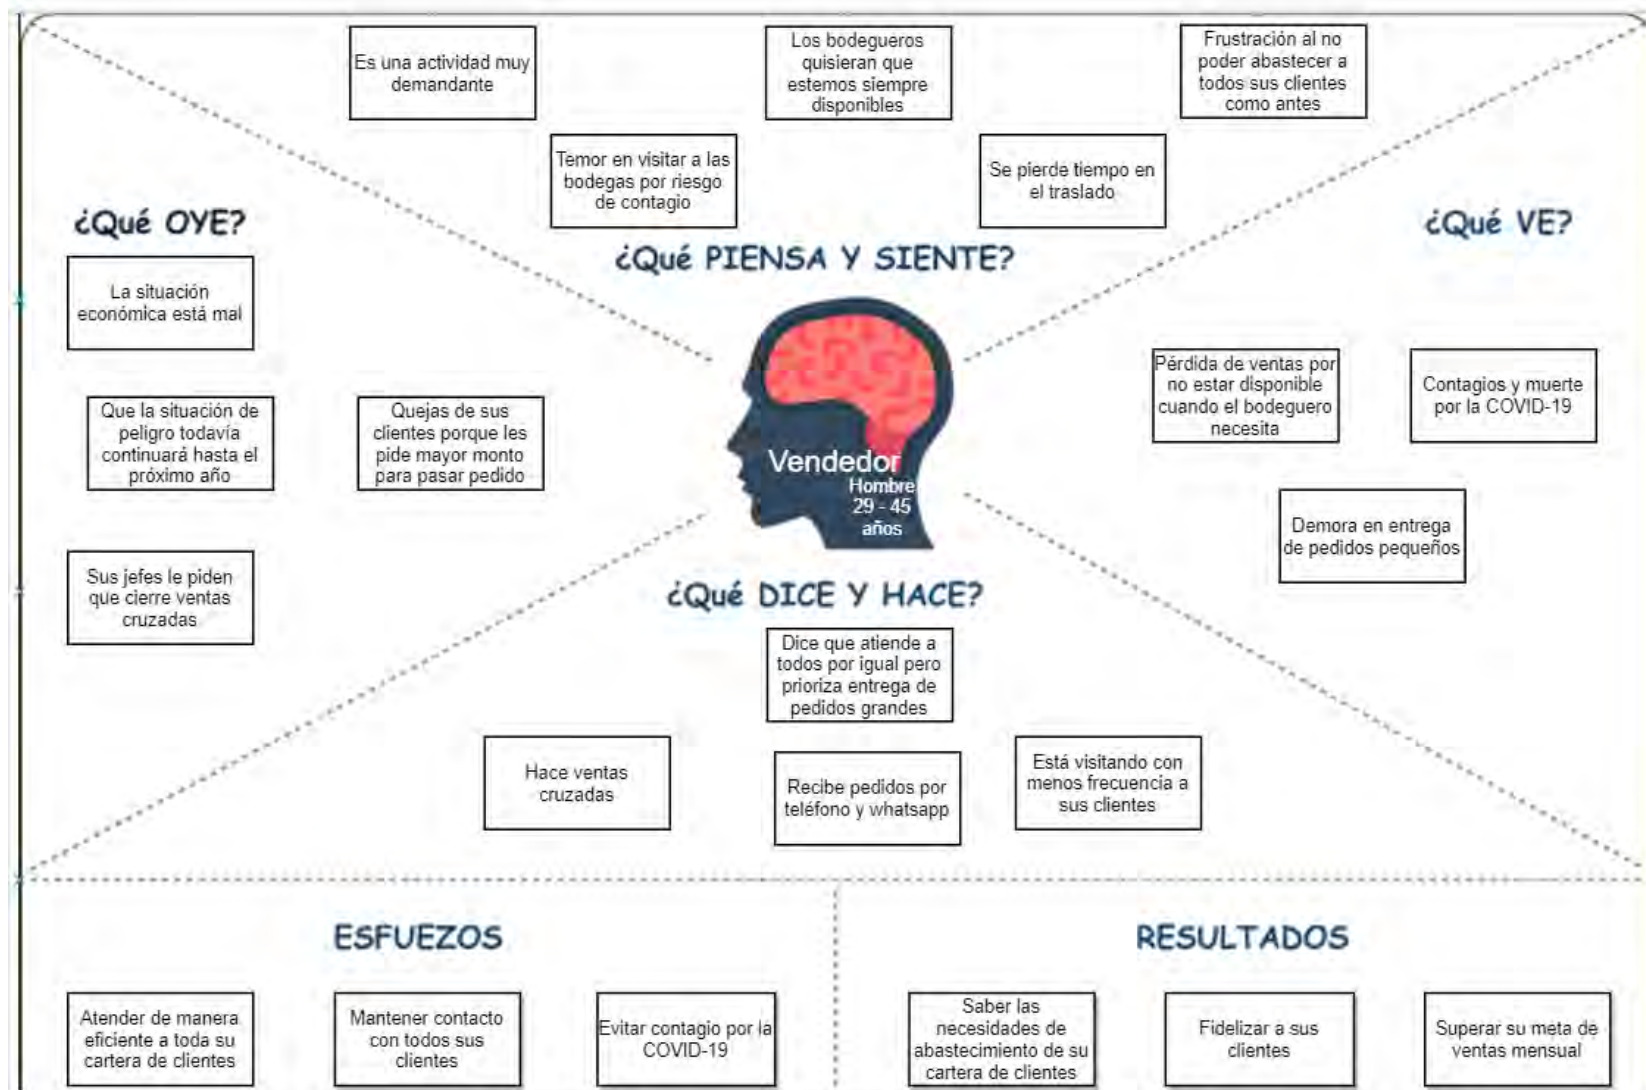 Es una actividad muy
demandante
Los bodegueros
quisieran que
estemos siempre
disponibles
Frustración al no
poder abastecer a
todos sus clientes
como antes
Temor en visitar a las
bodegas por riesgo
de contagio
Se pierde tiempo en
el traslado
¿Qué PIENSA Y SIENTE?
¿Qué OYE?
La situación
económica está mal
Que la situación de
peligro todavía
continuará hasta el
próximo año
Quejas de sus
clientes porque les
pide mayor monto
para pasar pedido
Sus jefes le piden
que cierre ventas
cruzadas
Vendedor
Hombre
29 - 45
años
¿Qué VE?
Pérdida de ventas por
no estar disponible
cuando el bodeguero
necesita
Contagios y muerte
por la COVID-19
Demora en entrega
de pedidos pequeños
¿Qué DICE Y HACE?
Dice que atiende a
todos por igual pero
prioriza entrega de
pedidos grandes
Hace ventas
cruzadas
Recibe pedidos por
teléfono y whatsapp
Está visitando con
menos frecuencia a
sus clientes
ESFUEZOS
Atender de manera
eficiente a toda su
cartera de clientes
Mantener contacto
con todos sus
clientes
Evitar contagio por la
COVID-19
RESULTADOS
Saber las
necesidades de
abastecimiento de su
cartera de clientes
Fidelizar a sus
clientes
Superar su meta de
ventas mensual